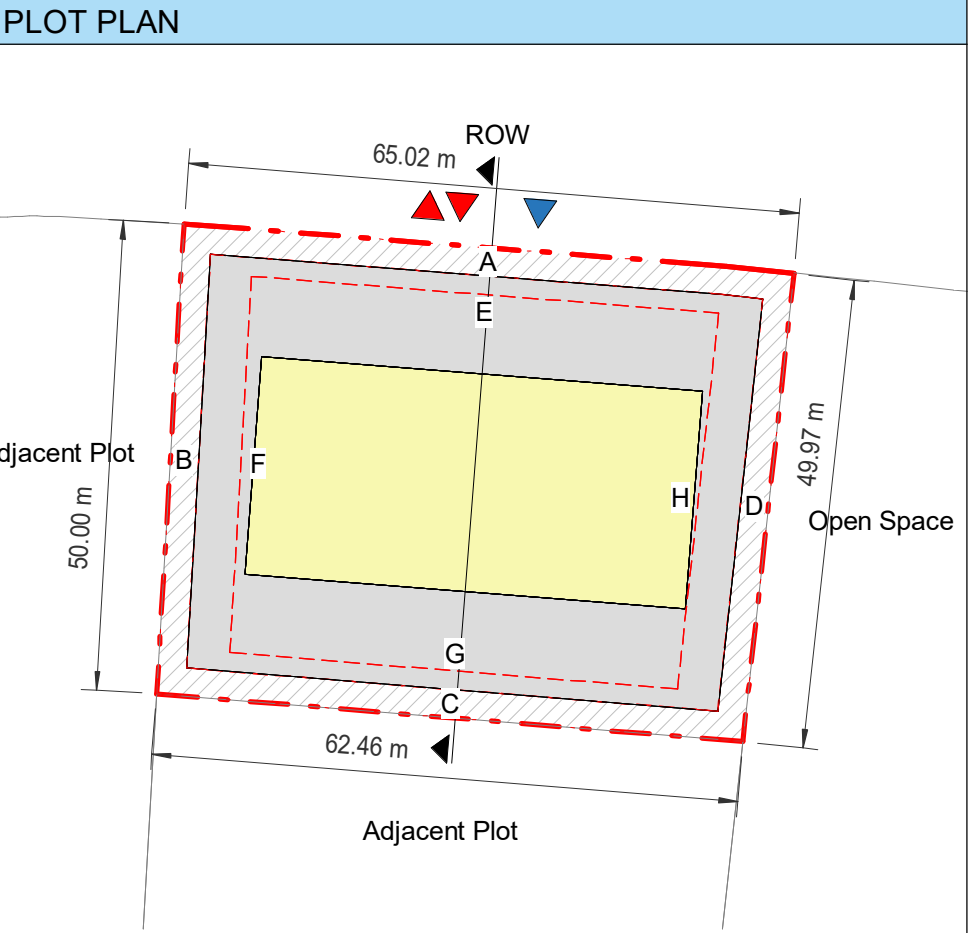 PLOT PLAN
ROW
65.02 m
A
E
djacent Plot
B
F
H
D
49.97 m
Open Space
50.00 m
G
C
62.46 m
Adjacent Plot